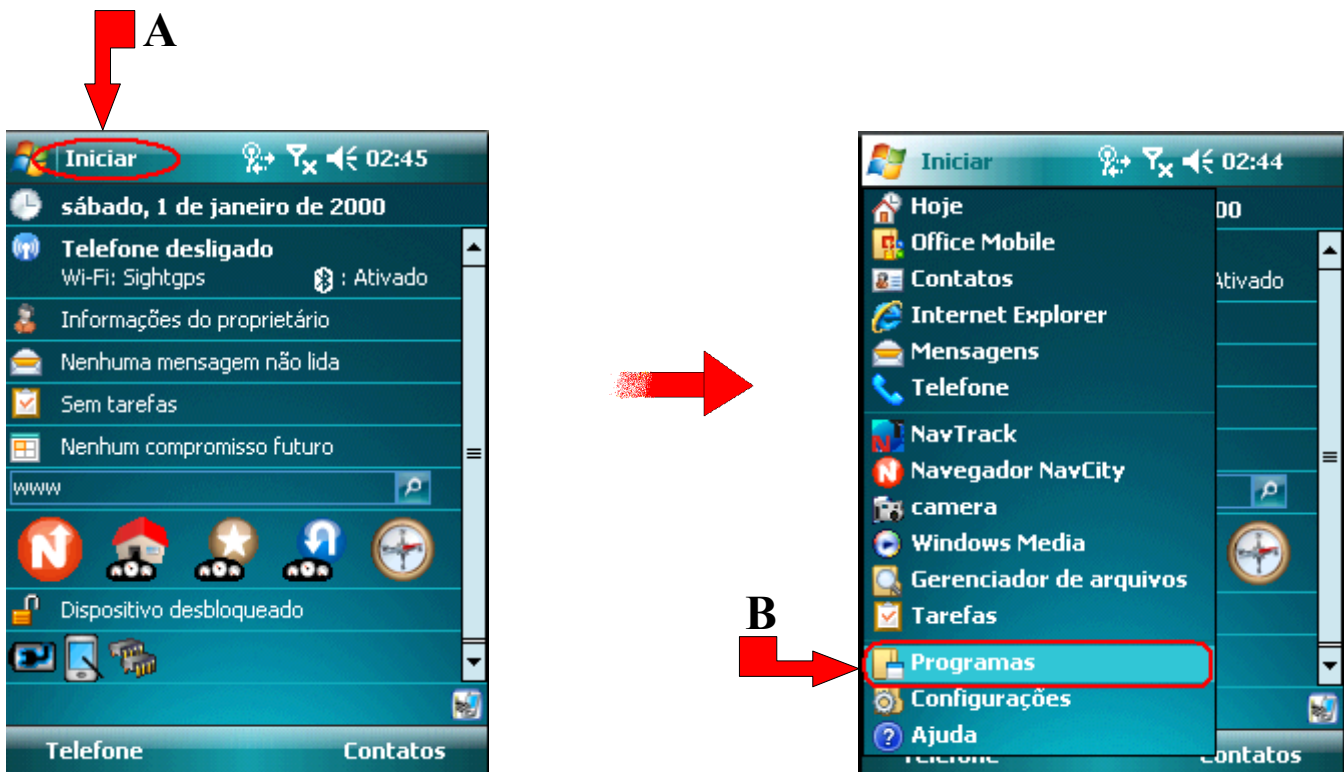 A
Iniciar 02:45
sábado, 1 de janeiro de 2000
Telefone desligado
Wi-Fi: Sightgps : Ativado
Informações do proprietário
Nenhuma mensagem não lida
Sem tarefas
Nenhum compromisso futuro
www
Dispositivo desbloqueado
Telefone Contatos
Iniciar 02:44
Hoje
00
Office Mobile
Contatos
Ativado
Internet Explorer
Mensagens
Telefone
NavTrack
Navegador NavCity
camera
Windows Media
Gerenciador de arquivos
Tarefas
B
Programas
Configurações
Ajuda
Telefone Contatos